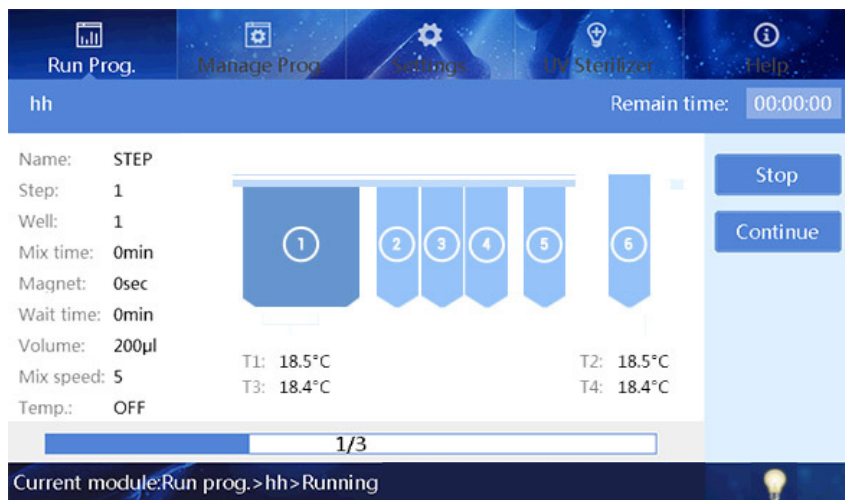 Run Prog.
Manage Prog.
Settings
UV Sterilizer
Help
hh
Remain time: 00:00:00
Name: STEP
Step: 1
Well: 1
Mix time: 0min
Magnet: 0sec
Wait time: 0min
Volume: 200µl
Mix speed: 5
Temp.: OFF
1 2 3 4 5 6
T1: 18.5°C
T3: 18.4°C
T2: 18.5°C
T4: 18.4°C
Stop
Continue
1/3
Current module:Run prog.>hh>Running